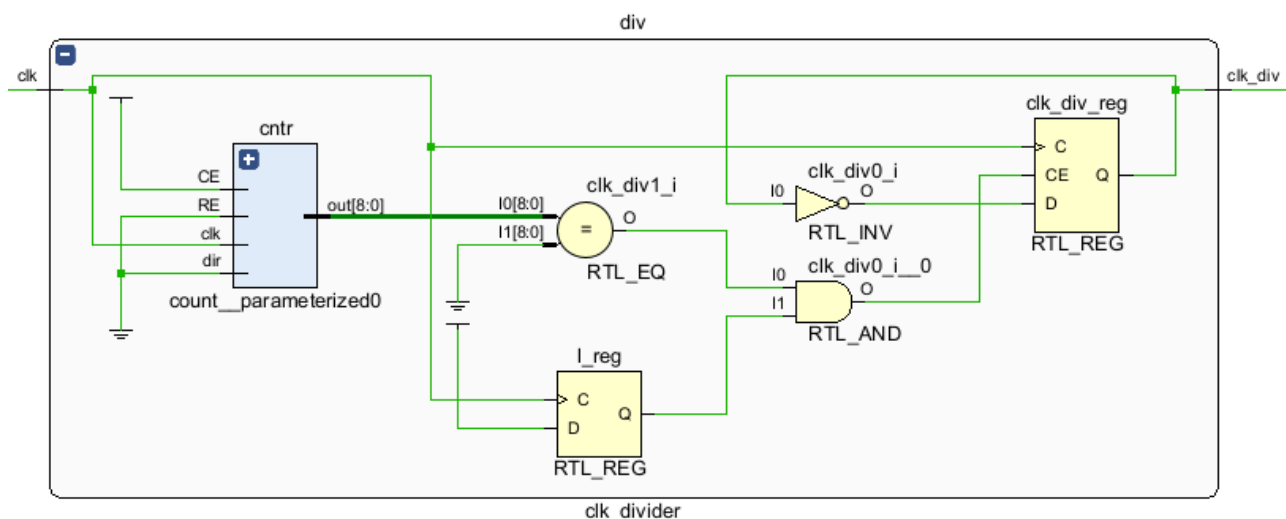 div
clk
clk_div
cntr
CE
RE
clk
dir
out[8:0]
count__parameterized0
clk_div1_i
I0[8:0]
I1[8:0]
=
O
RTL_EQ
I_reg
C
D
Q
RTL_REG
clk_div0_i
I0
O
RTL_INV
clk_div0_i__0
I0
I1
O
RTL_AND
clk_div_reg
C
CE
D
Q
RTL_REG
clk_divider